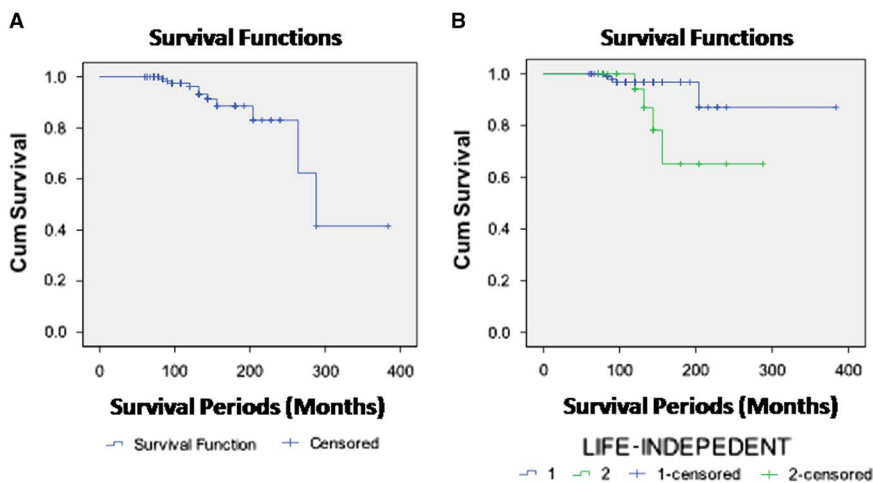 A
Survival Functions
Cum Survival
1.0
0.8
0.6
0.4
0.2
0.0
0 100 200 300 400
Survival Periods (Months)
Survival Function Censored
B
Survival Functions
Cum Survival
1.0
0.8
0.6
0.4
0.2
0.0
0 100 200 300 400
Survival Periods (Months)
LIFE-INDEPEDENT
1 2 1-censored 2-censored